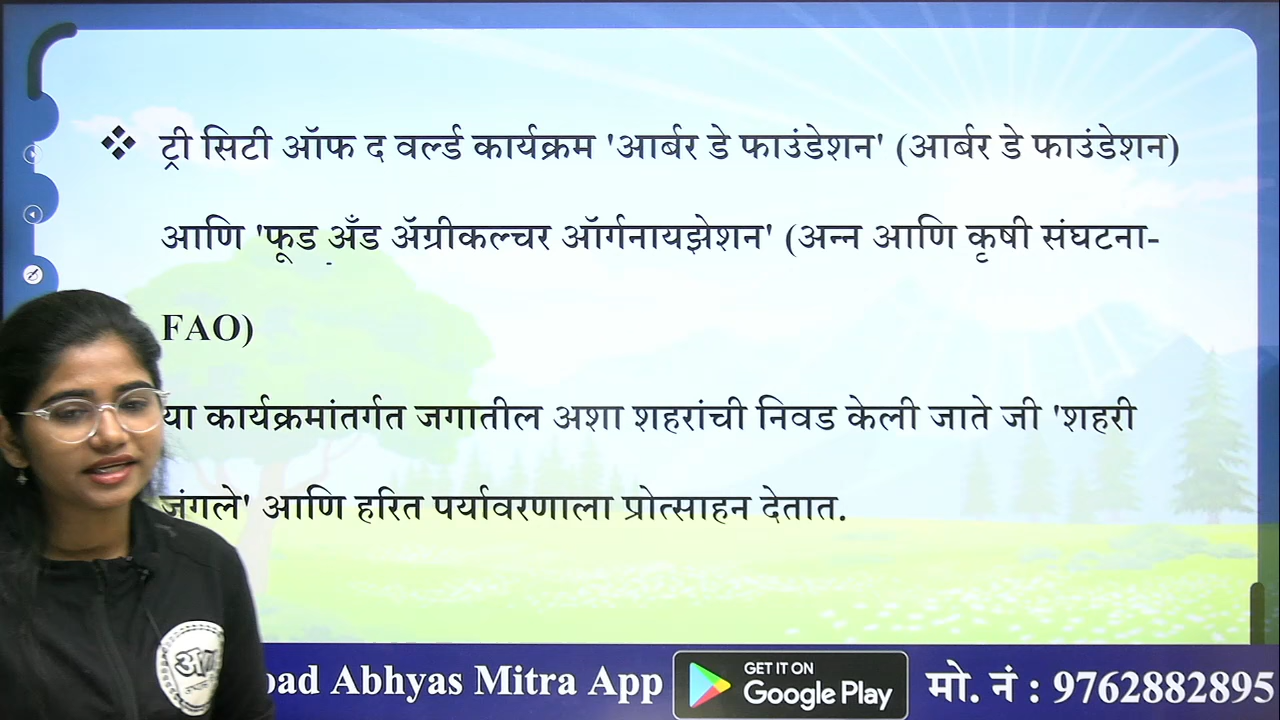 ट्री सिटी ऑफ द वर्ल्ड कार्यक्रम 'आर्बर डे फाउंडेशन' (आर्बर डे फाउंडेशन)
आणि 'फूड अँड ॲग्रीकल्चर ऑर्गनायझेशन' (अन्न आणि कृषी संघटना-
FAO)
या कार्यक्रमांतर्गत जगातील अशा शहरांची निवड केली जाते जी 'शहरी
जंगले' आणि हरित पर्यावरणाला प्रोत्साहन देतात.
Abhyas Mitra App
GET IT ON
Google Play
मो. नं : 9762882895